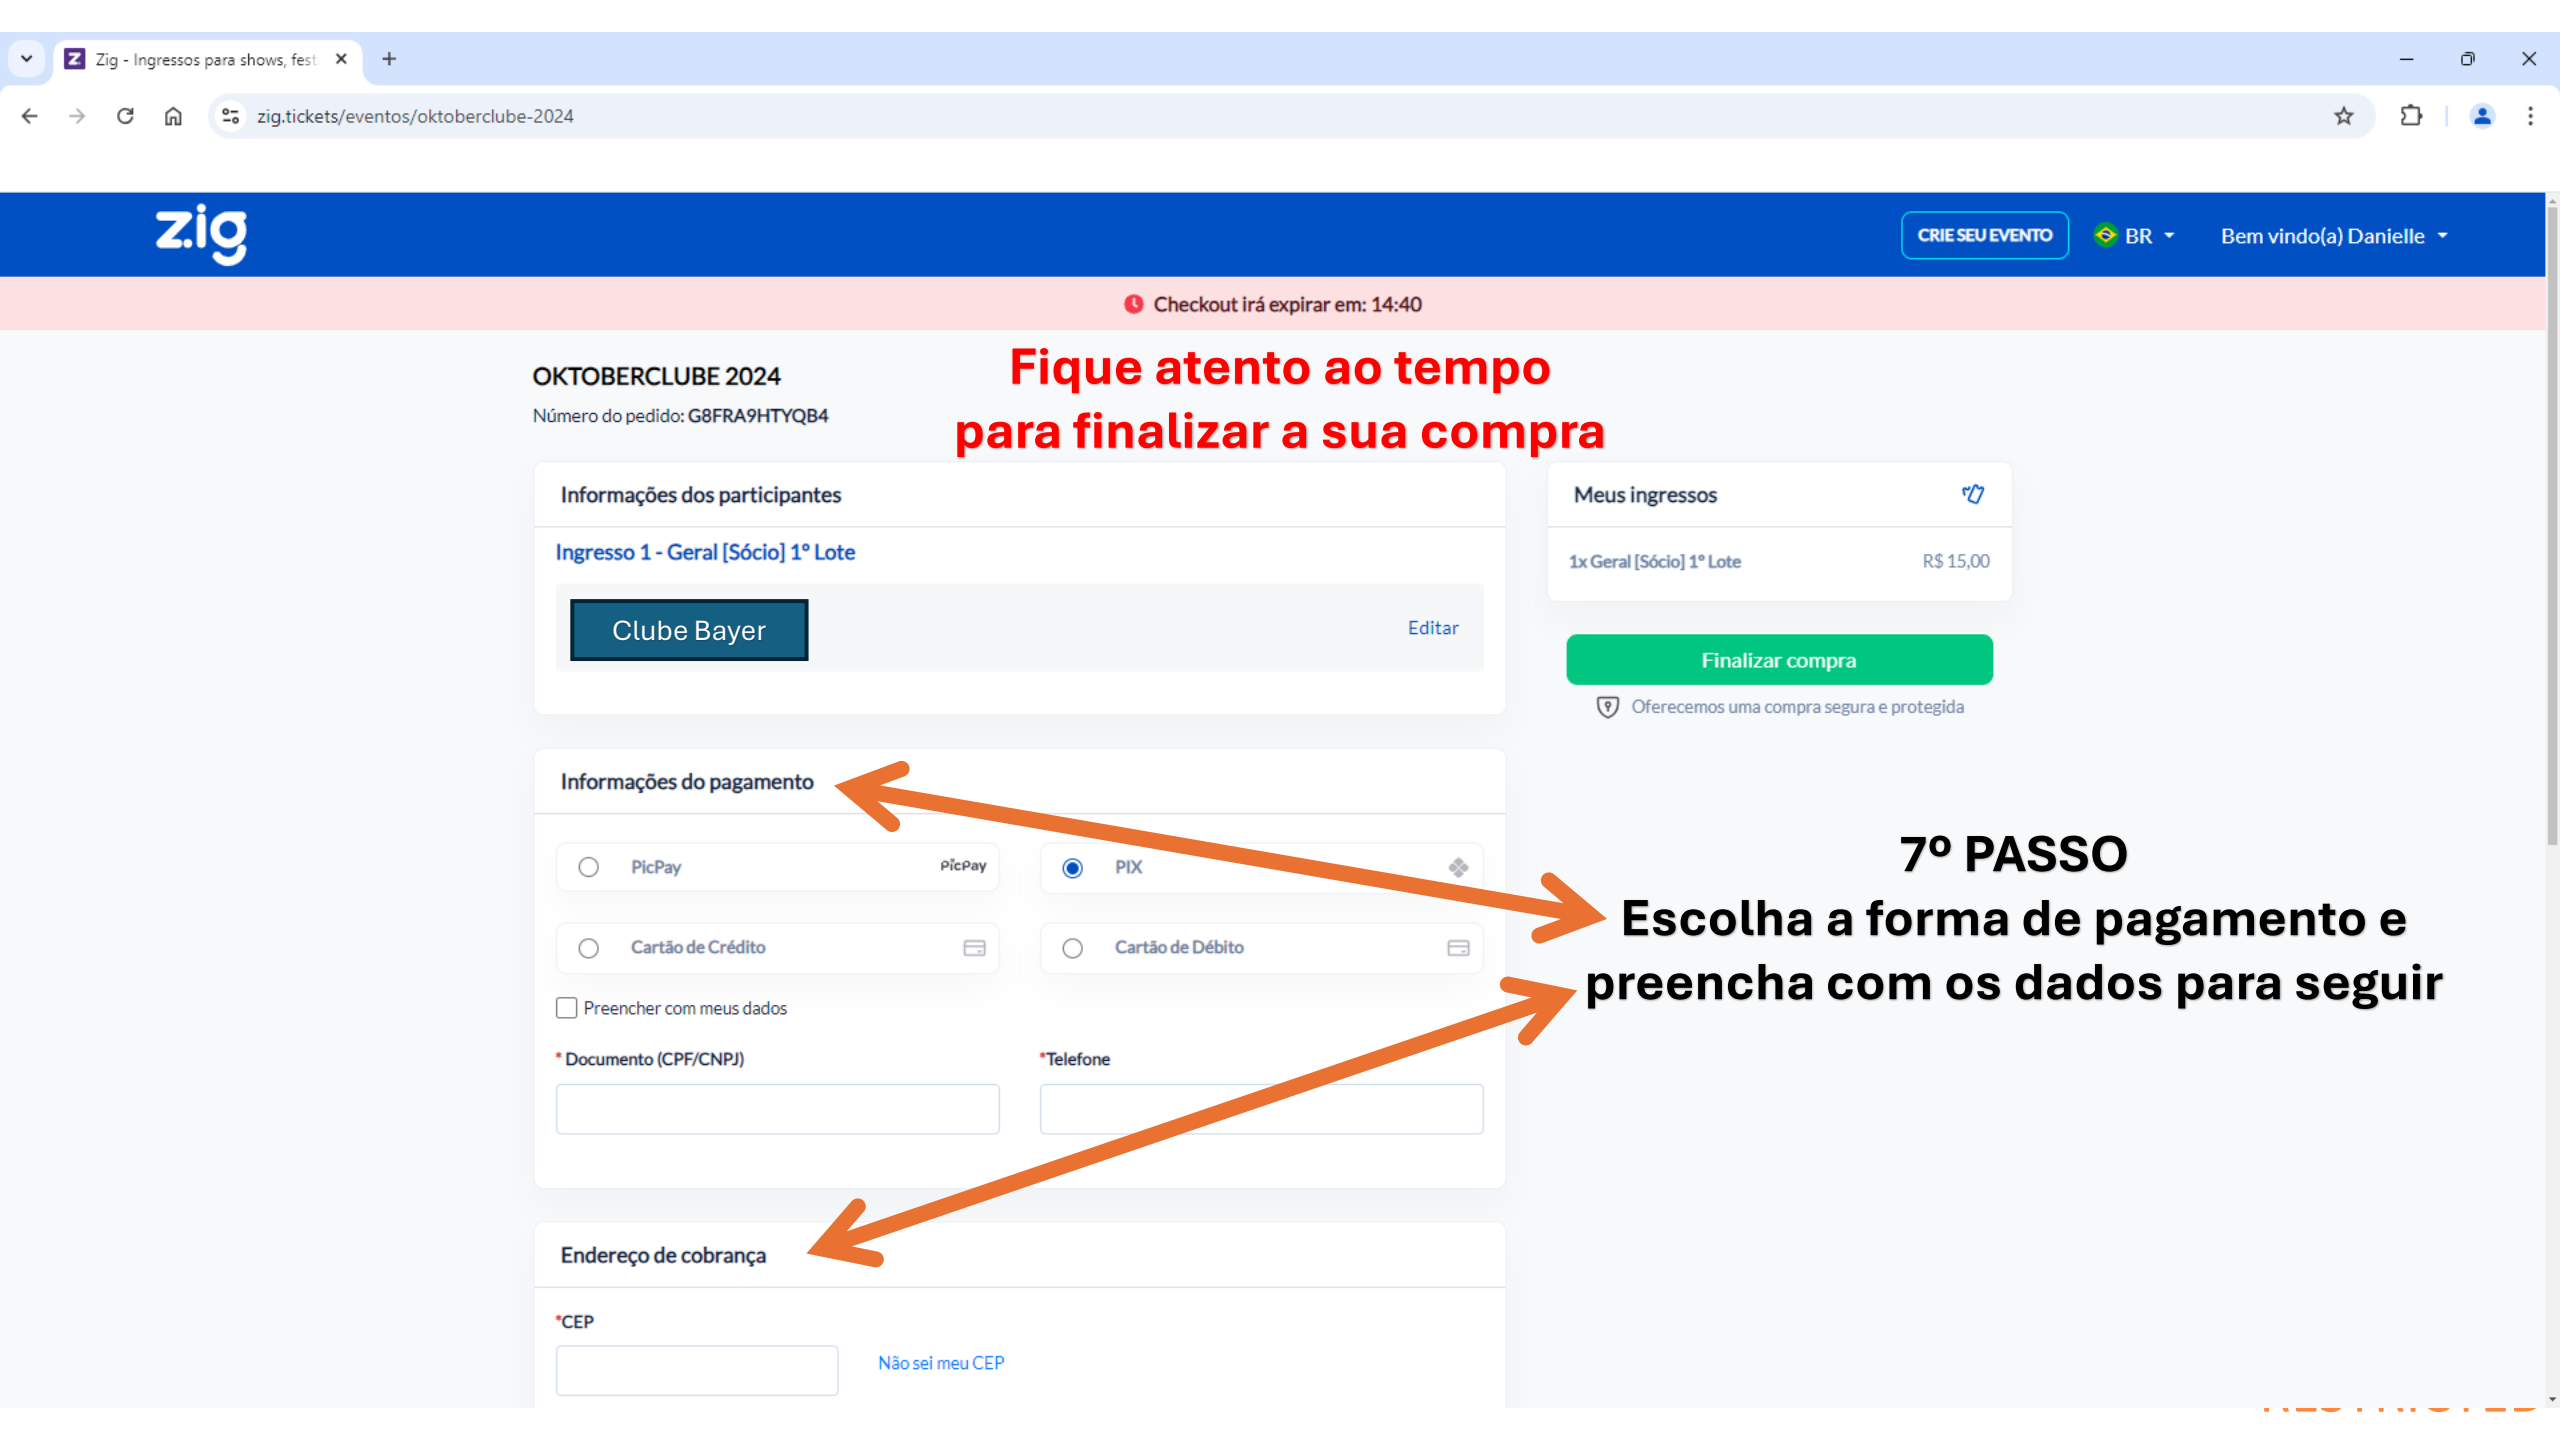 Zig - Ingressos para shows, fest
zig.tickets/eventos/oktoberclube-2024
zig
CRIE SEU EVENTO
BR
Bem vindo(a) Danielle
Checkout irá expirar em: 14:40
OKTOBERCLUBE 2024
Número do pedido: G8FRA9HTYQB4
Fique atento ao tempo
para finalizar a sua compra
Informações dos participantes
Ingresso 1 - Geral [Sócio] 1º Lote
Clube Bayer
Editar
Meus ingressos
1x Geral [Sócio] 1º Lote R$ 15,00
Finalizar compra
Oferecemos uma compra segura e protegida
Informações do pagamento
PicPay PicPay
PIX
Cartão de Crédito
Cartão de Débito
Preencher com meus dados
* Documento (CPF/CNPJ)
*Telefone
7º PASSO
Escolha a forma de pagamento e
preencha com os dados para seguir
Endereço de cobrança
*CEP
Não sei meu CEP